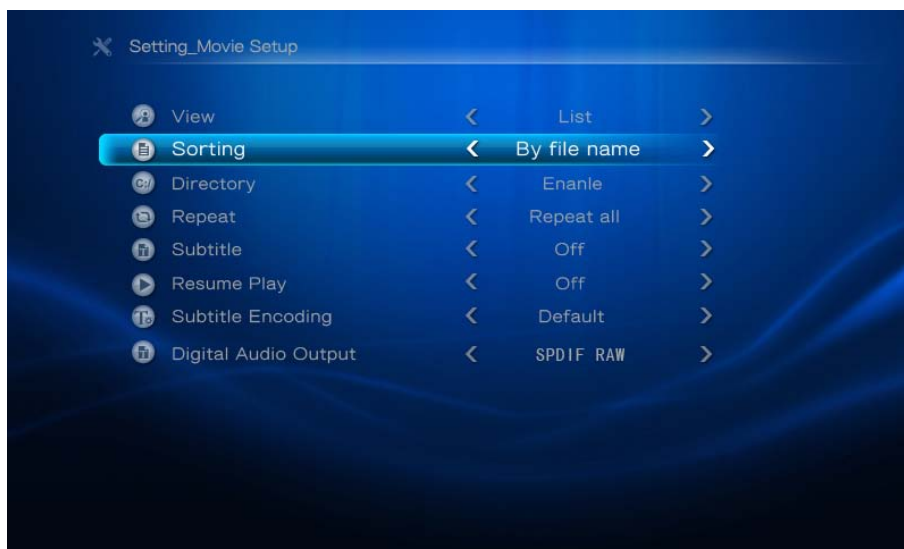 Setting_Movie Setup
View List
Sorting By file name
Directory Enanle
Repeat Repeat all
Subtitle Off
Resume Play Off
Subtitle Encoding Default
Digital Audio Output SPDIF RAW